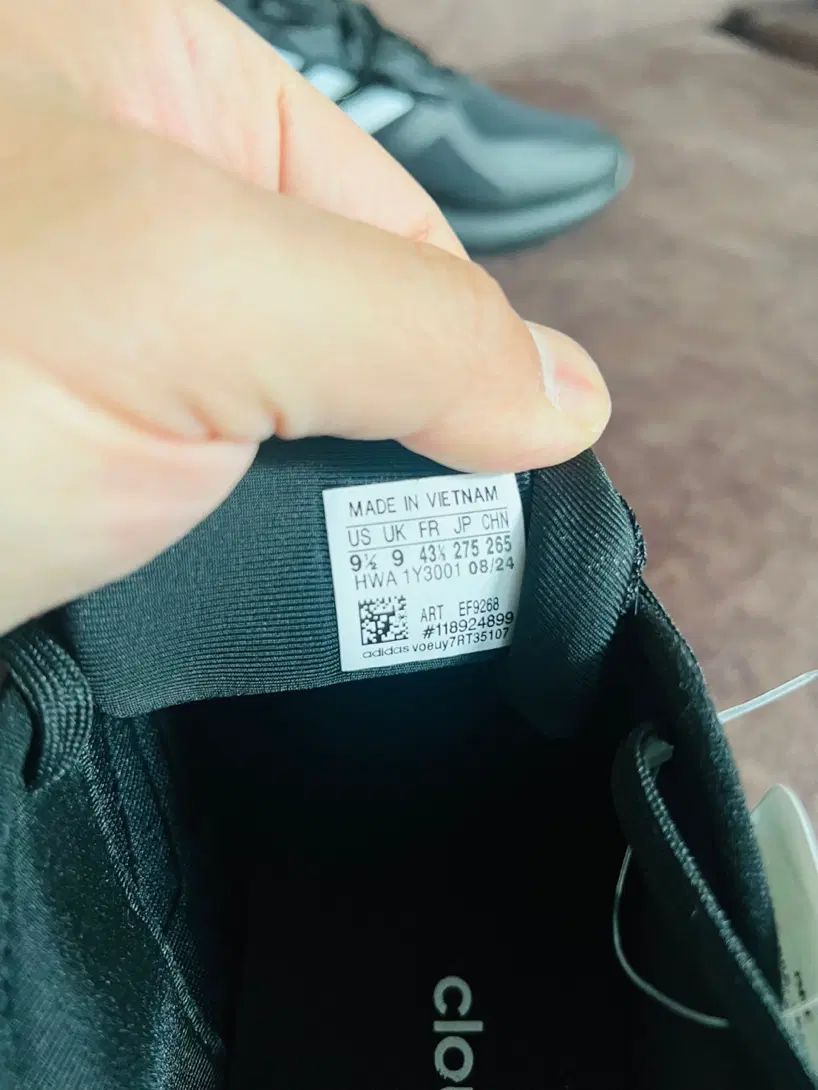 MADE IN VIETNAM
US UK FR JP CHN
9½ 9 43⅓ 275 265
HWA 1Y3001 08/24
ART EF9268
#118924899
adidas voeuy7RT35107
clo